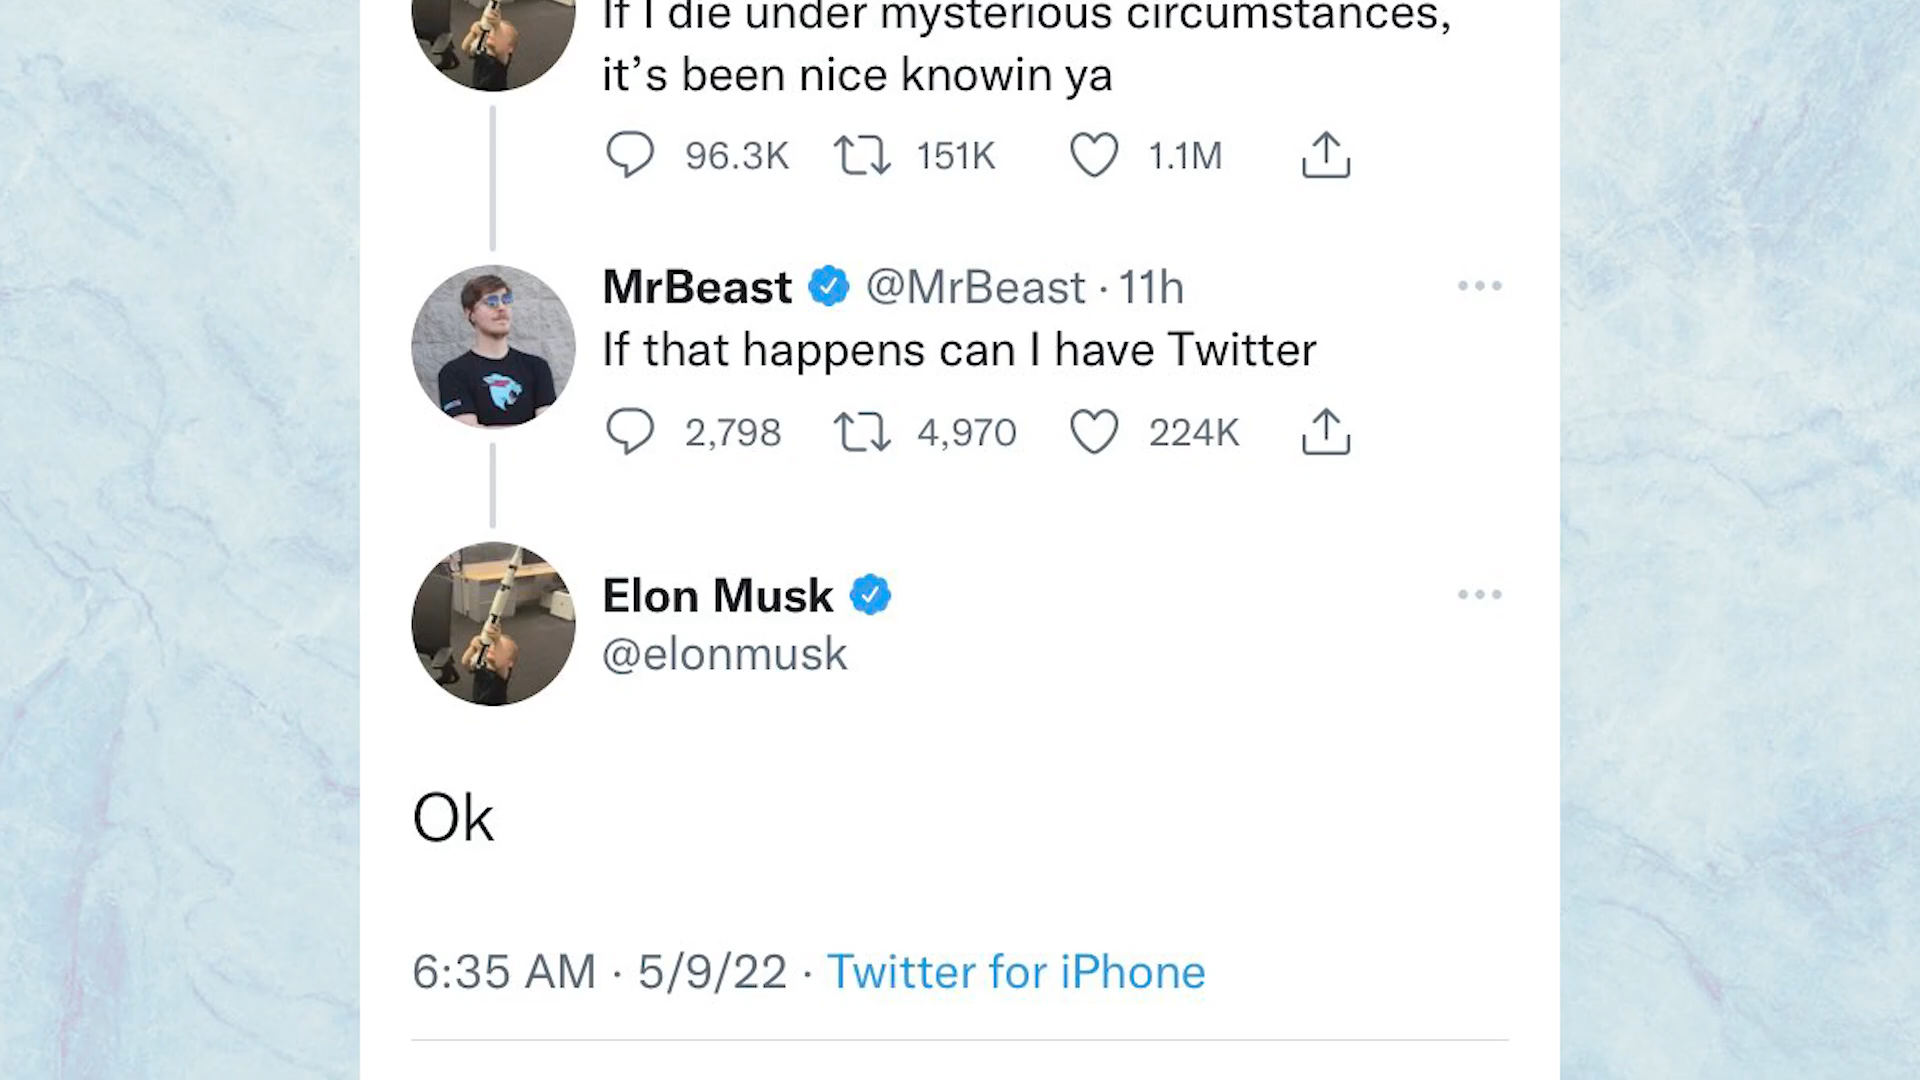 If I die under mysterious circumstances,
it’s been nice knowin ya
96.3K 151K 1.1M
MrBeast @MrBeast · 11h
If that happens can I have Twitter
2,798 4,970 224K
Elon Musk
@elonmusk
Ok
6:35 AM · 5/9/22 · Twitter for iPhone